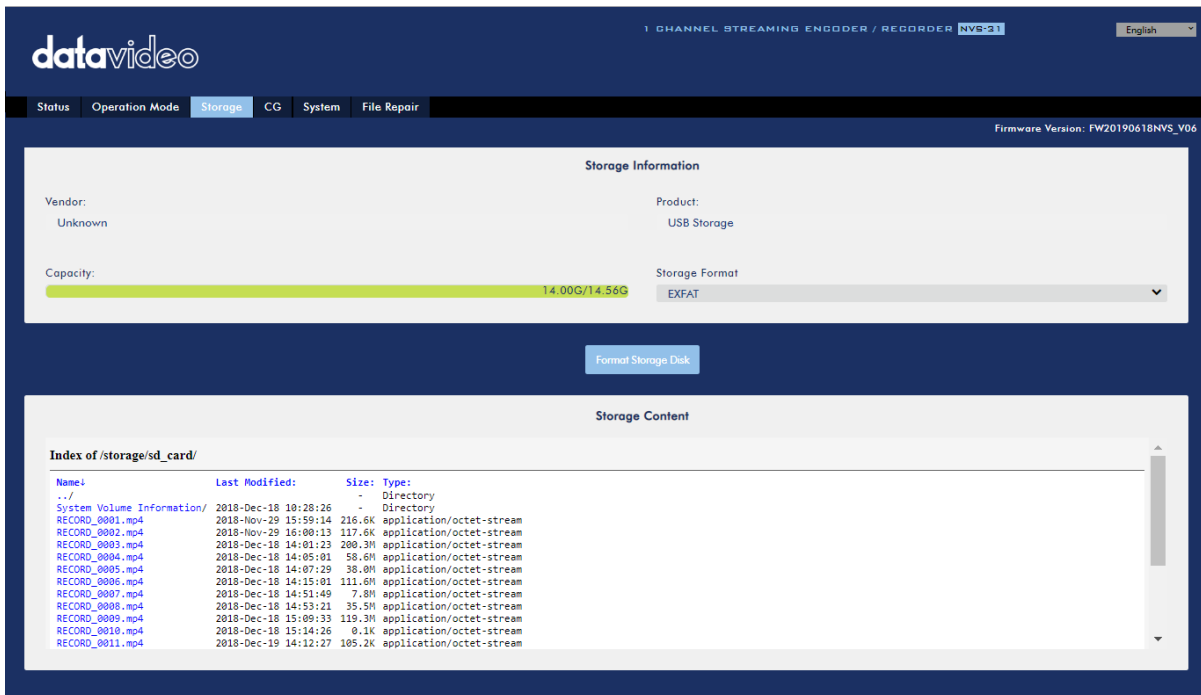 1 CHANNEL STREAMING ENCODER / RECORDER NVS-31
English
datavideo
Status Operation Mode Storage CG System File Repair
Firmware Version: FW20190618NVS_V06
Storage Information
Vendor: Product:
Unknown USB Storage
Capacity: Storage Format
14.00G/14.56G EXFAT
Format Storage Disk
Storage Content
Index of /storage/sd_card/
Name↓ Last Modified: Size: Type:
../ - Directory
System Volume Information/ 2018-Dec-18 10:28:26 - Directory
RECORD_0001.mp4 2018-Nov-29 15:59:14 216.6K application/octet-stream
RECORD_0002.mp4 2018-Nov-29 16:00:13 117.6K application/octet-stream
RECORD_0003.mp4 2018-Dec-18 14:01:23 200.3M application/octet-stream
RECORD_0004.mp4 2018-Dec-18 14:05:01 58.6M application/octet-stream
RECORD_0005.mp4 2018-Dec-18 14:07:29 38.0M application/octet-stream
RECORD_0006.mp4 2018-Dec-18 14:15:01 111.6M application/octet-stream
RECORD_0007.mp4 2018-Dec-18 14:51:49 7.8M application/octet-stream
RECORD_0008.mp4 2018-Dec-18 14:53:21 35.5M application/octet-stream
RECORD_0009.mp4 2018-Dec-18 15:09:33 119.3M application/octet-stream
RECORD_0010.mp4 2018-Dec-18 15:14:26 0.1K application/octet-stream
RECORD_0011.mp4 2018-Dec-19 14:12:27 105.2K application/octet-stream